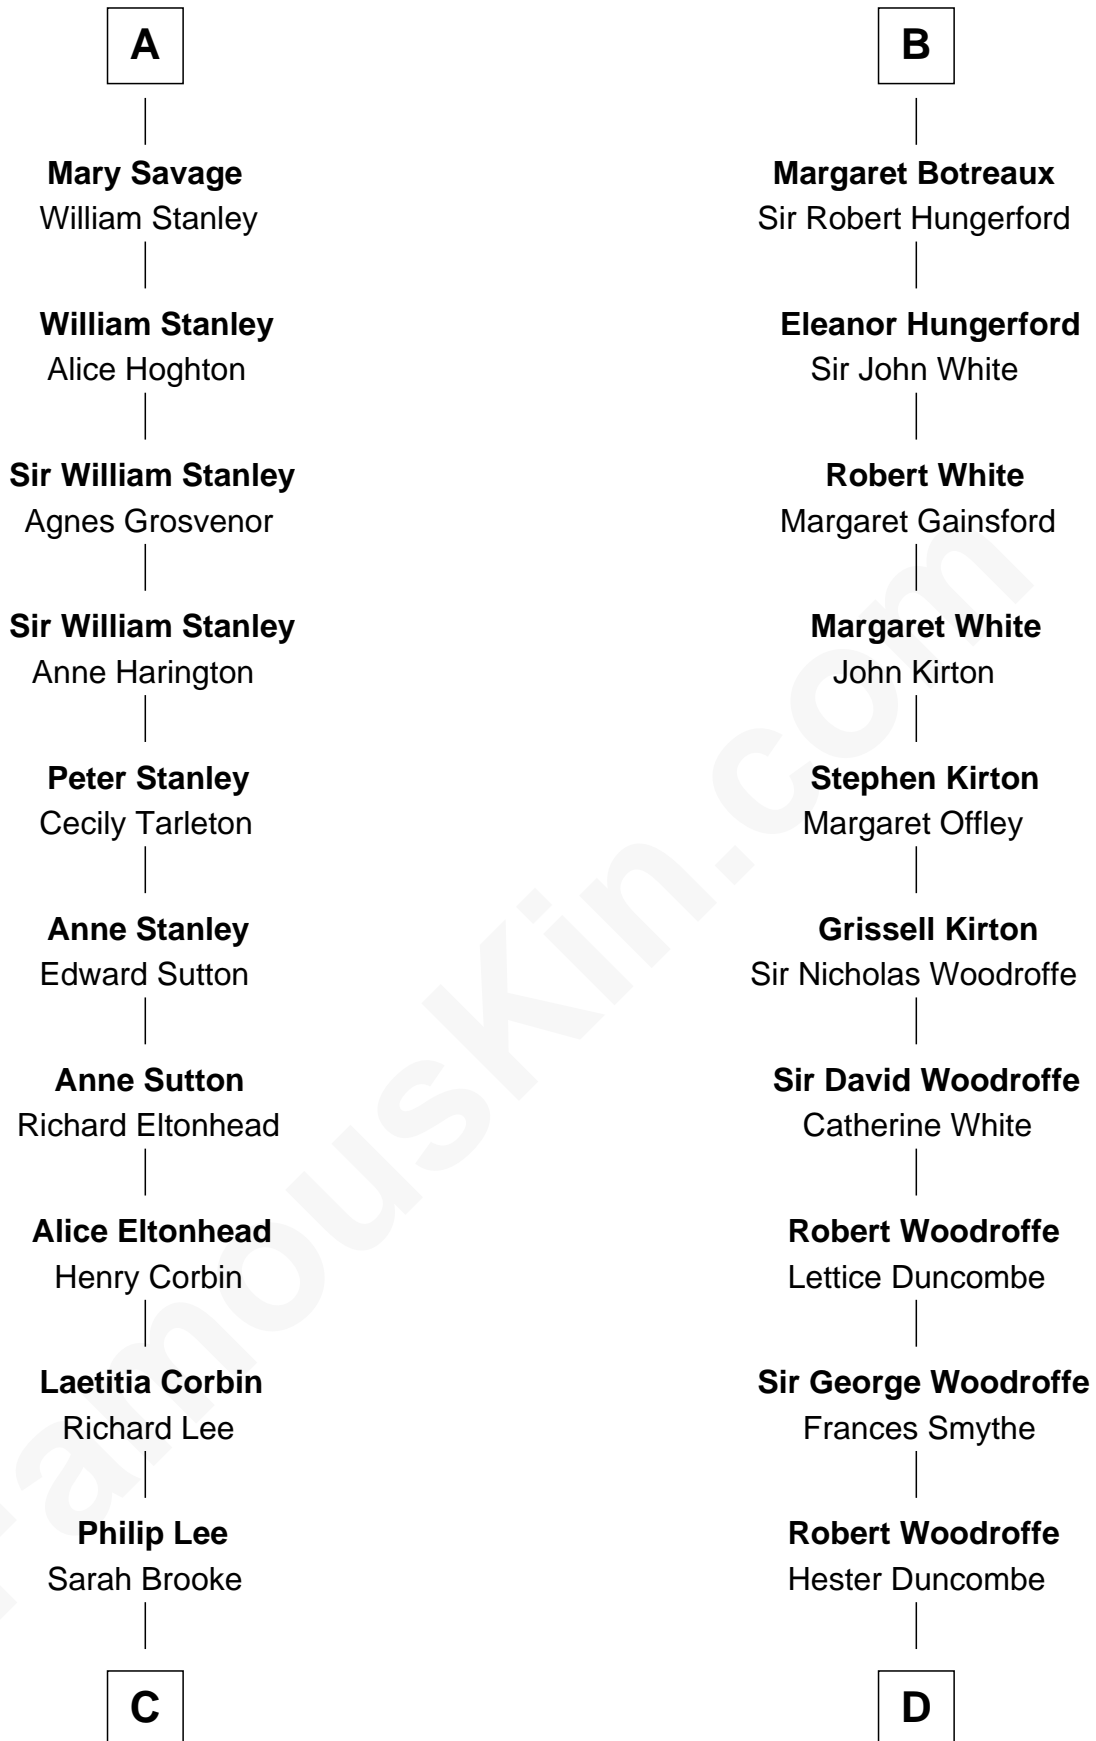 A
Mary Savage
William Stanley
William Stanley
Alice Hoghton
Sir William Stanley
Agnes Grosvenor
Sir William Stanley
Anne Harington
Peter Stanley
Cecily Tarleton
Anne Stanley
Edward Sutton
Anne Sutton
Richard Eltonhead
Alice Eltonhead
Henry Corbin
Laetitia Corbin
Richard Lee
Philip Lee
Sarah Brooke
C
B
Margaret Botreaux
Sir Robert Hungerford
Eleanor Hungerford
Sir John White
Robert White
Margaret Gainsford
Margaret White
John Kirton
Stephen Kirton
Margaret Offley
Grissell Kirton
Sir Nicholas Woodroffe
Sir David Woodroffe
Catherine White
Robert Woodroffe
Lettice Duncombe
Sir George Woodroffe
Frances Smythe
Robert Woodroffe
Hester Duncombe
D
FamousKin.com